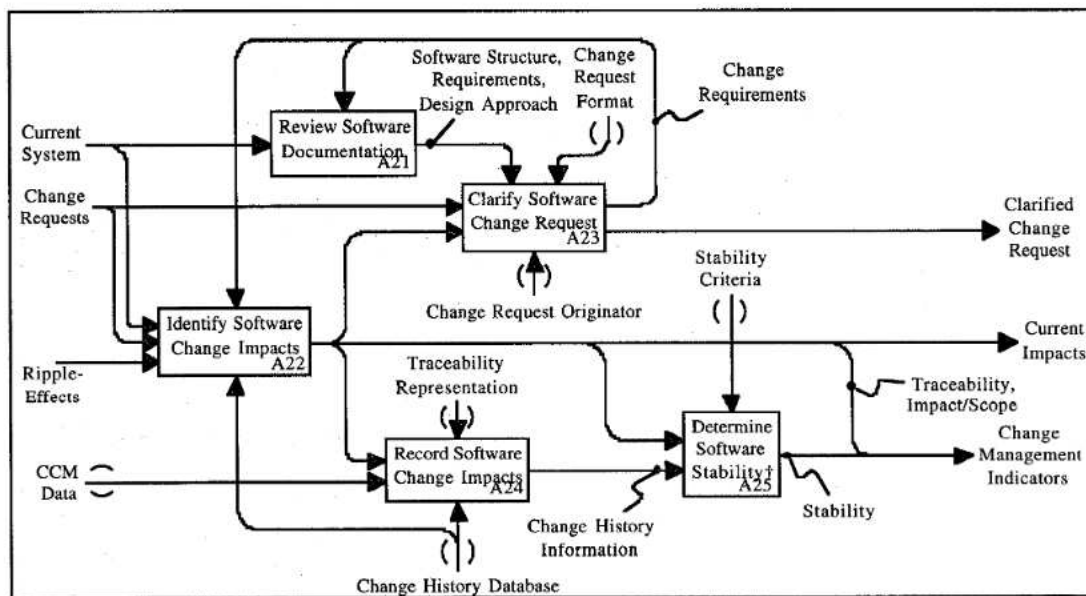 Software Structure,
Requirements,
Design Approach
Change
Request
Format
Change
Requirements
Current
System
Review Software
Documentation
A21
Change
Requests
Clarify Software
Change Request
A23
Clarified
Change
Request
Stability
Criteria
Change Request Originator
Identify Software
Change Impacts
A22
Current
Impacts
Ripple-
Effects
Traceability
Representation
Traceability,
Impact/Scope
Record Software
Change Impacts
A24
Determine
Software
Stability†
A25
Change
Management
Indicators
CCM
Data
Change History
Information
Stability
Change History Database